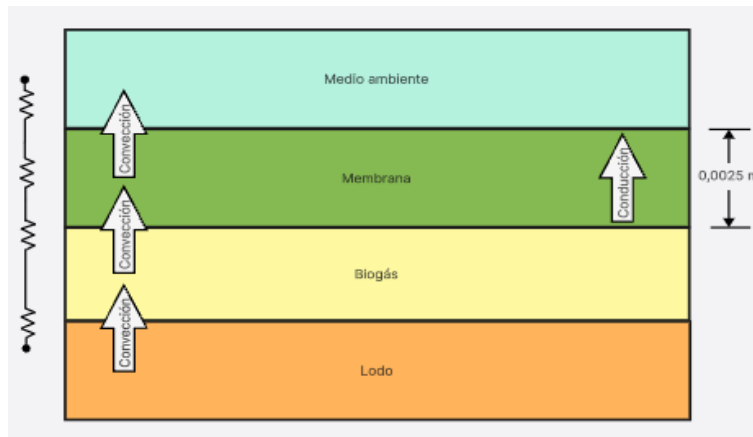 Medio ambiente
Convección
Membrana
Conducción
0,0025 m
Convección
Biogás
Convección
Lodo